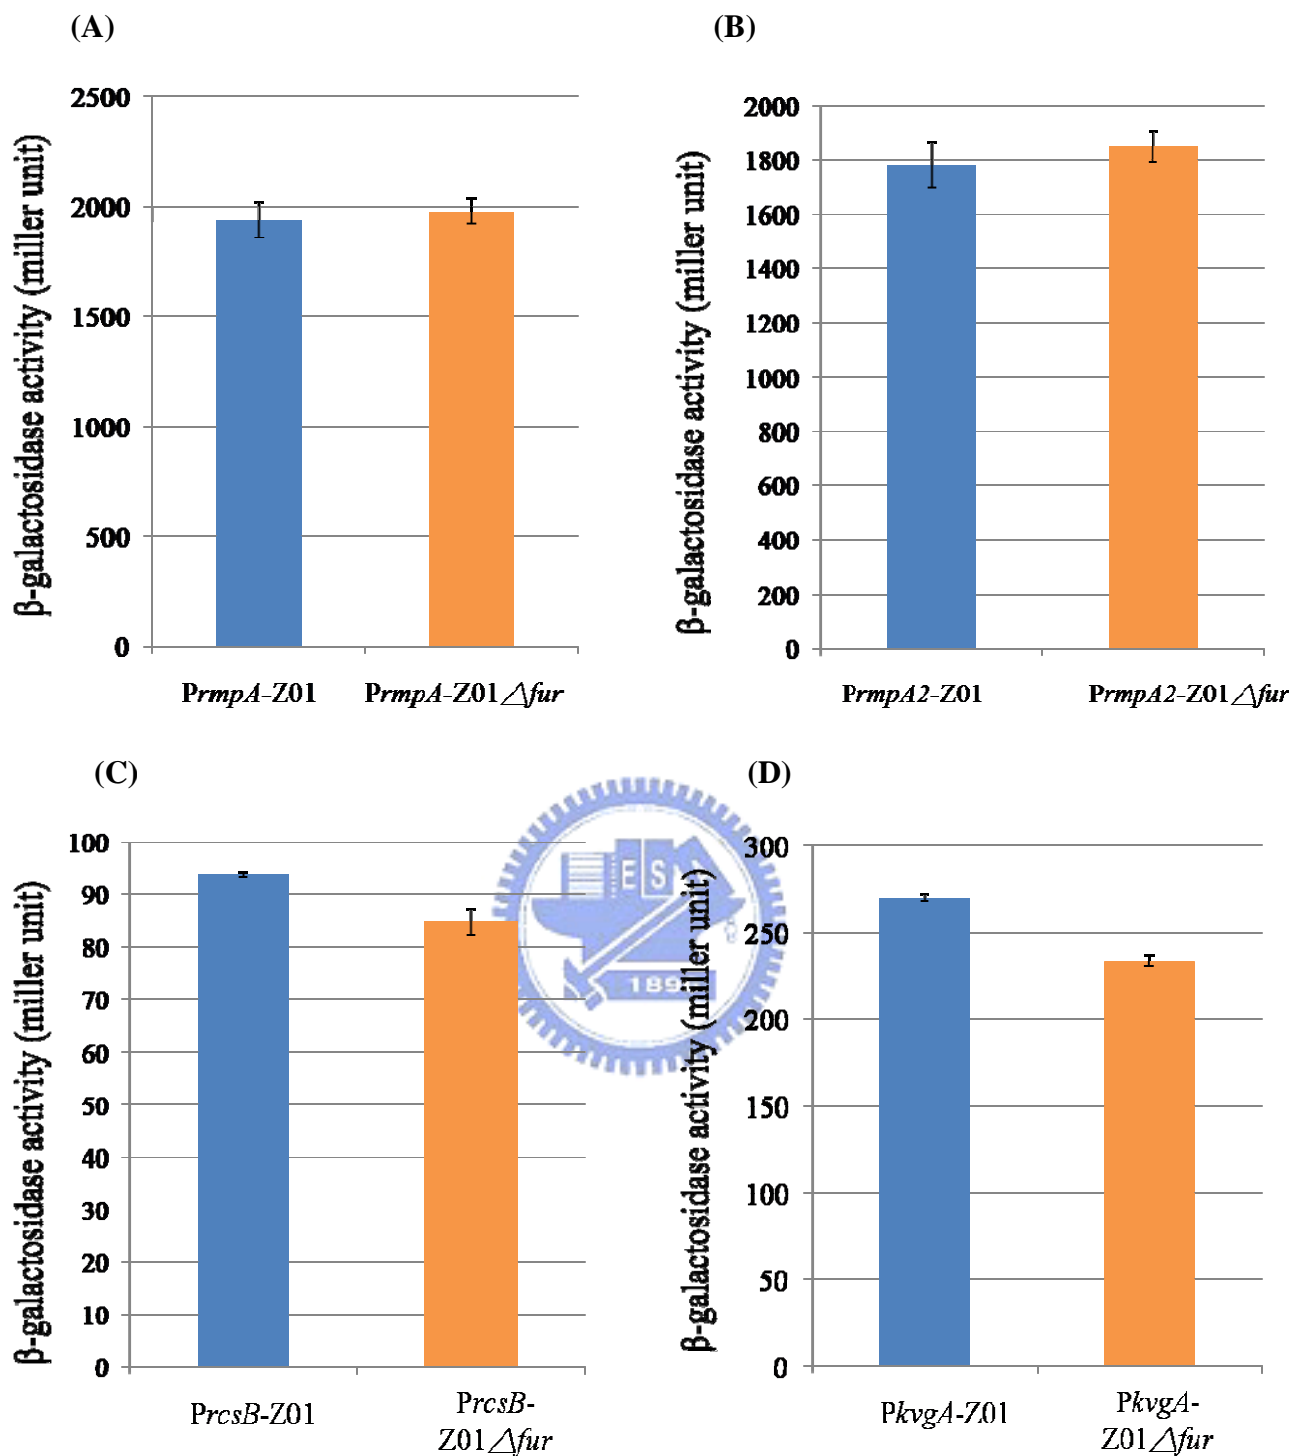 (A)
β-galactosidase activity (miller unit)
2500
2000
1500
1000
500
0
PrmpA-Z01
PrmpA-Z01△fur
(B)
β-galactosidase activity (miller unit)
2000
1800
1600
1400
1200
1000
800
600
400
200
0
PrmpA2-Z01
PrmpA2-Z01△fur
(C)
β-galactosidase activity (miller unit)
100
90
80
70
60
50
40
30
20
10
0
PrcsB-Z01
PrcsB-
Z01△fur
(D)
β-galactosidase activity (miller unit)
300
250
200
150
100
50
0
PkvgA-Z01
PkvgA-
Z01△fur
ES
189